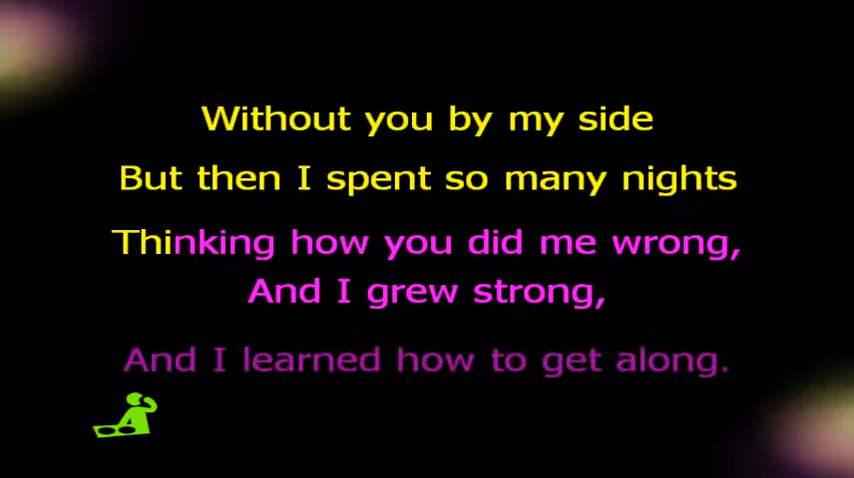 Without you by my side
But then I spent so many nights
Thinking how you did me wrong,
And I grew strong,
And I learned how to get along.